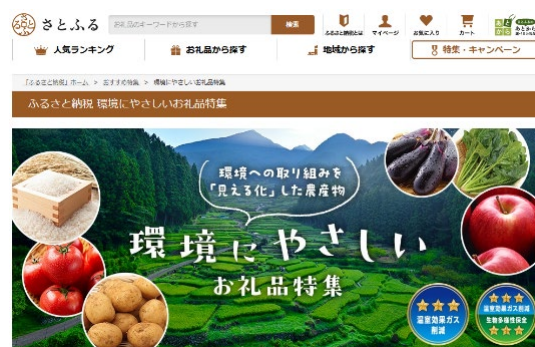 さとふる
お礼品のキーワードから探す
検索
ふるさと納税とは
マイページ
お気に入り
カート
人気ランキング
お礼品から探す
地域から探す
特集・キャンペーン
「ふるさと納税」ホーム > おすすめ特集 > 環境にやさしいお礼品特集
ふるさと納税 環境にやさしいお礼品特集
環境への取り組みを
「見える化」した農産物
環境にやさしい
お礼品特集
温室効果ガス
削減
温室効果ガス削減
生物多様性保全